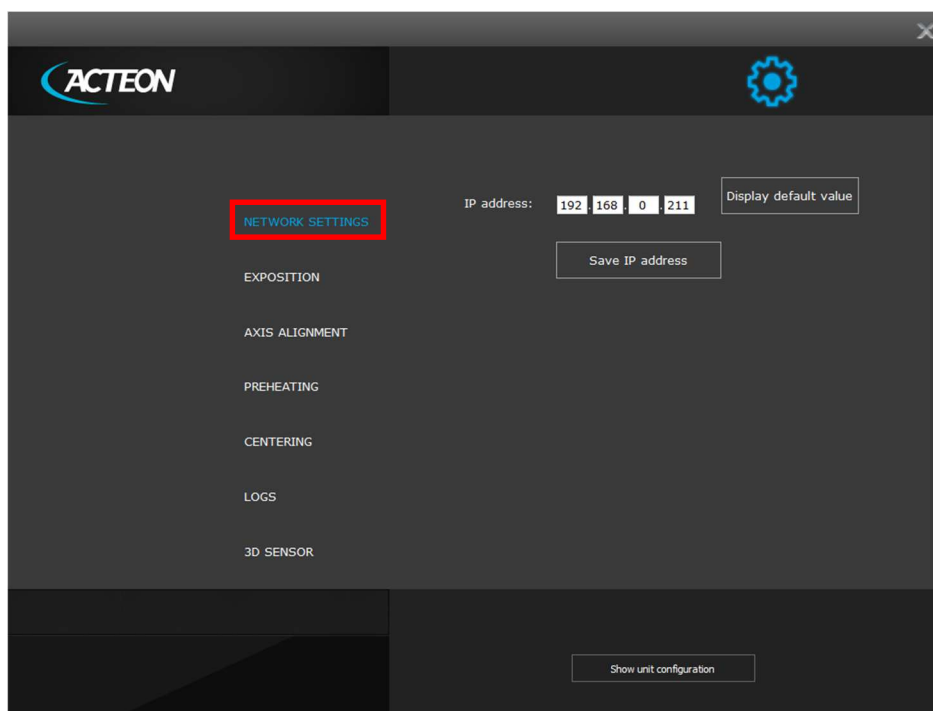 ACTEON
NETWORK SETTINGS
EXPOSITION
AXIS ALIGNMENT
PREHEATING
CENTERING
LOGS
3D SENSOR
IP address: 192 . 168 . 0 . 211
Display default value
Save IP address
Show unit configuration